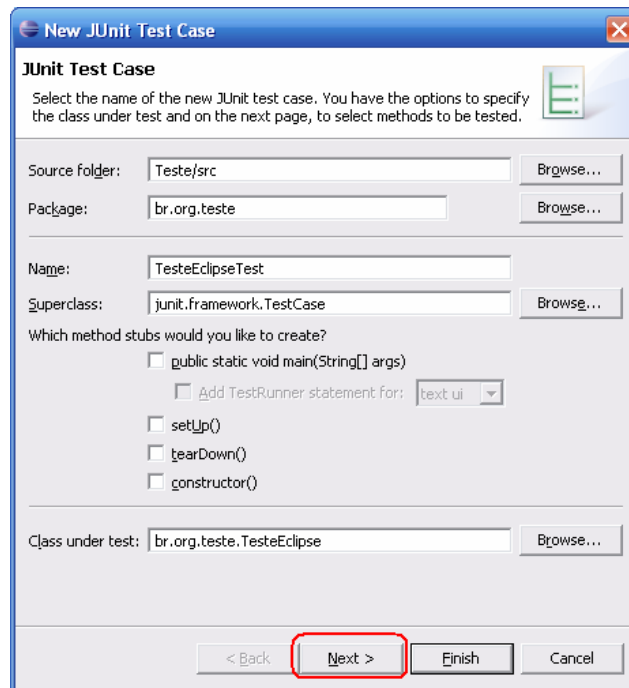 New JUnit Test Case
JUnit Test Case
Select the name of the new JUnit test case. You have the options to specify
the class under test and on the next page, to select methods to be tested.
Source folder: Teste/src Browse...
Package: br.org.teste Browse...
Name: TesteEclipseTest
Superclass: junit.framework.TestCase Browse...
Which method stubs would you like to create?
public static void main(String[] args)
Add TestRunner statement for: text ui
setUp()
tearDown()
constructor()
Class under test: br.org.teste.TesteEclipse Browse...
< Back Next > Finish Cancel